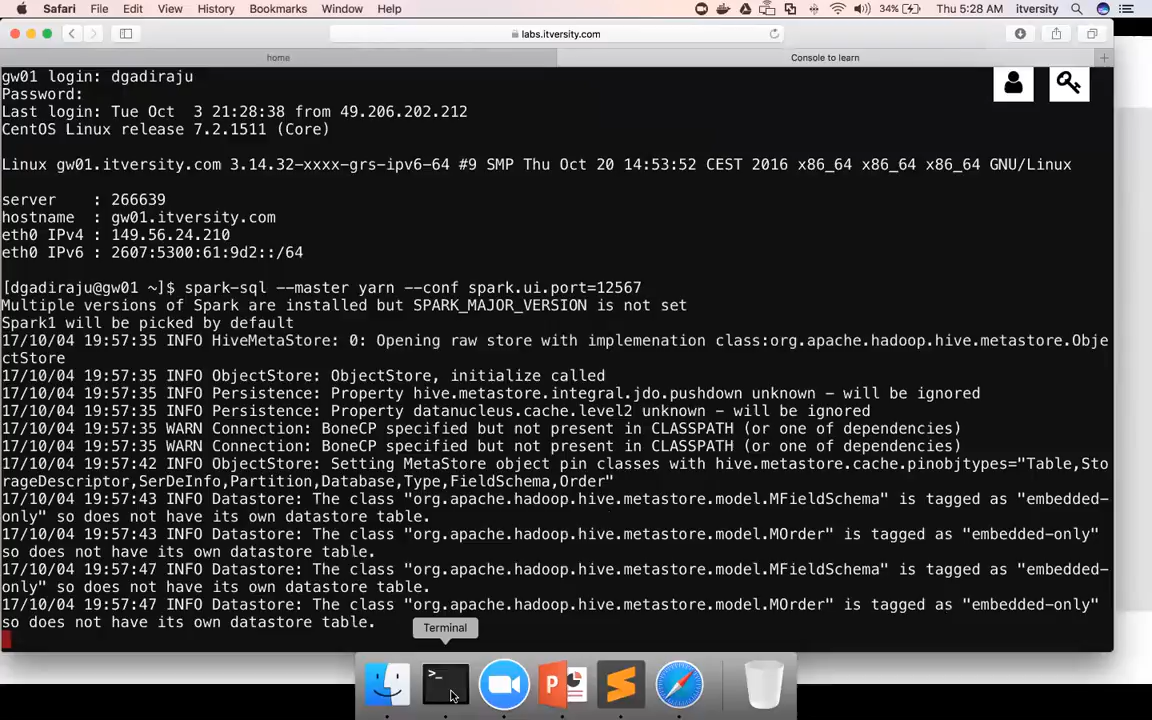 Safari File Edit View History Bookmarks Window Help 34% Thu 5:28 AM itversity
labs.itversity.com
home Console to learn
gw01 login: dgadiraju
Password:
Last login: Tue Oct  3 21:28:38 from 49.206.202.212
CentOS Linux release 7.2.1511 (Core)
Linux gw01.itversity.com 3.14.32-xxxx-grs-ipv6-64 #9 SMP Thu Oct 20 14:53:52 CEST 2016 x86_64 x86_64 x86_64 GNU/Linux
server    : 266639
hostname  : gw01.itversity.com
eth0 IPv4 : 149.56.24.210
eth0 IPv6 : 2607:5300:61:9d2::/64
[dgadiraju@gw01 ~]$ spark-sql --master yarn --conf spark.ui.port=12567
Multiple versions of Spark are installed but SPARK_MAJOR_VERSION is not set
Spark1 will be picked by default
17/10/04 19:57:35 INFO HiveMetaStore: 0: Opening raw store with implemenation class:org.apache.hadoop.hive.metastore.Obje
ctStore
17/10/04 19:57:35 INFO ObjectStore: ObjectStore, initialize called
17/10/04 19:57:35 INFO Persistence: Property hive.metastore.integral.jdo.pushdown unknown - will be ignored
17/10/04 19:57:35 INFO Persistence: Property datanucleus.cache.level2 unknown - will be ignored
17/10/04 19:57:35 WARN Connection: BoneCP specified but not present in CLASSPATH (or one of dependencies)
17/10/04 19:57:35 WARN Connection: BoneCP specified but not present in CLASSPATH (or one of dependencies)
17/10/04 19:57:42 INFO ObjectStore: Setting MetaStore object pin classes with hive.metastore.cache.pinobjtypes="Table,Sto
rageDescriptor,SerDeInfo,Partition,Database,Type,FieldSchema,Order"
17/10/04 19:57:43 INFO Datastore: The class "org.apache.hadoop.hive.metastore.model.MFieldSchema" is tagged as "embedded-
only" so does not have its own datastore table.
17/10/04 19:57:43 INFO Datastore: The class "org.apache.hadoop.hive.metastore.model.MOrder" is tagged as "embedded-only"
so does not have its own datastore table.
17/10/04 19:57:47 INFO Datastore: The class "org.apache.hadoop.hive.metastore.model.MFieldSchema" is tagged as "embedded-
only" so does not have its own datastore table.
17/10/04 19:57:47 INFO Datastore: The class "org.apache.hadoop.hive.metastore.model.MOrder" is tagged as "embedded-only"
so does not have its own datastore table.
Terminal